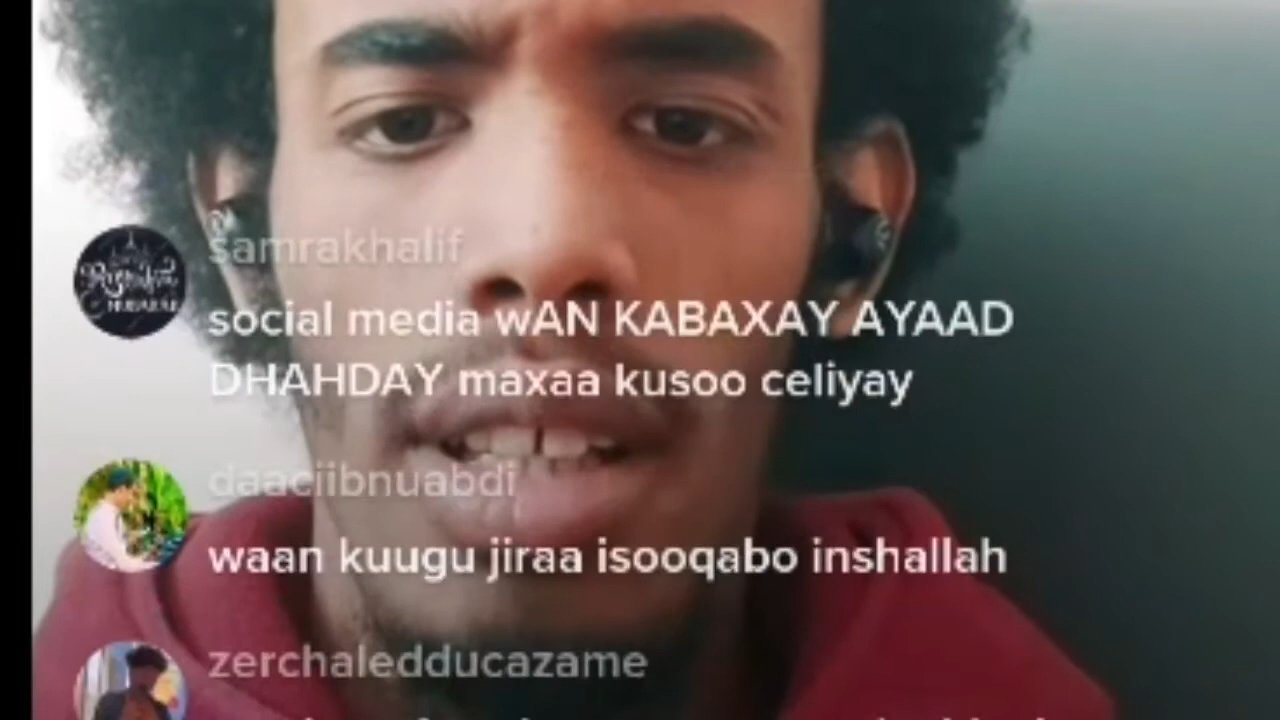 samrakhalif
social media wAN KABAXAY AYAAD
DHAHDAY maxaa kusoo celiyay
daaciibnuabdi
waan kuugu jiraa isooqabo inshallah
zerchaledducazame